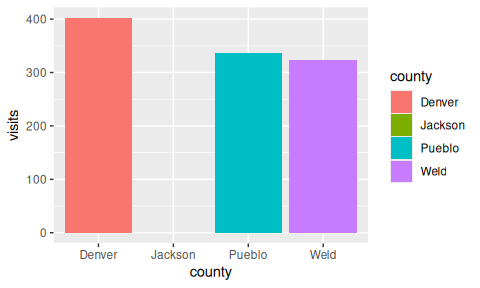 400
300
200
100
0
visits
Denver Jackson Pueblo Weld
county
county
Denver
Jackson
Pueblo
Weld